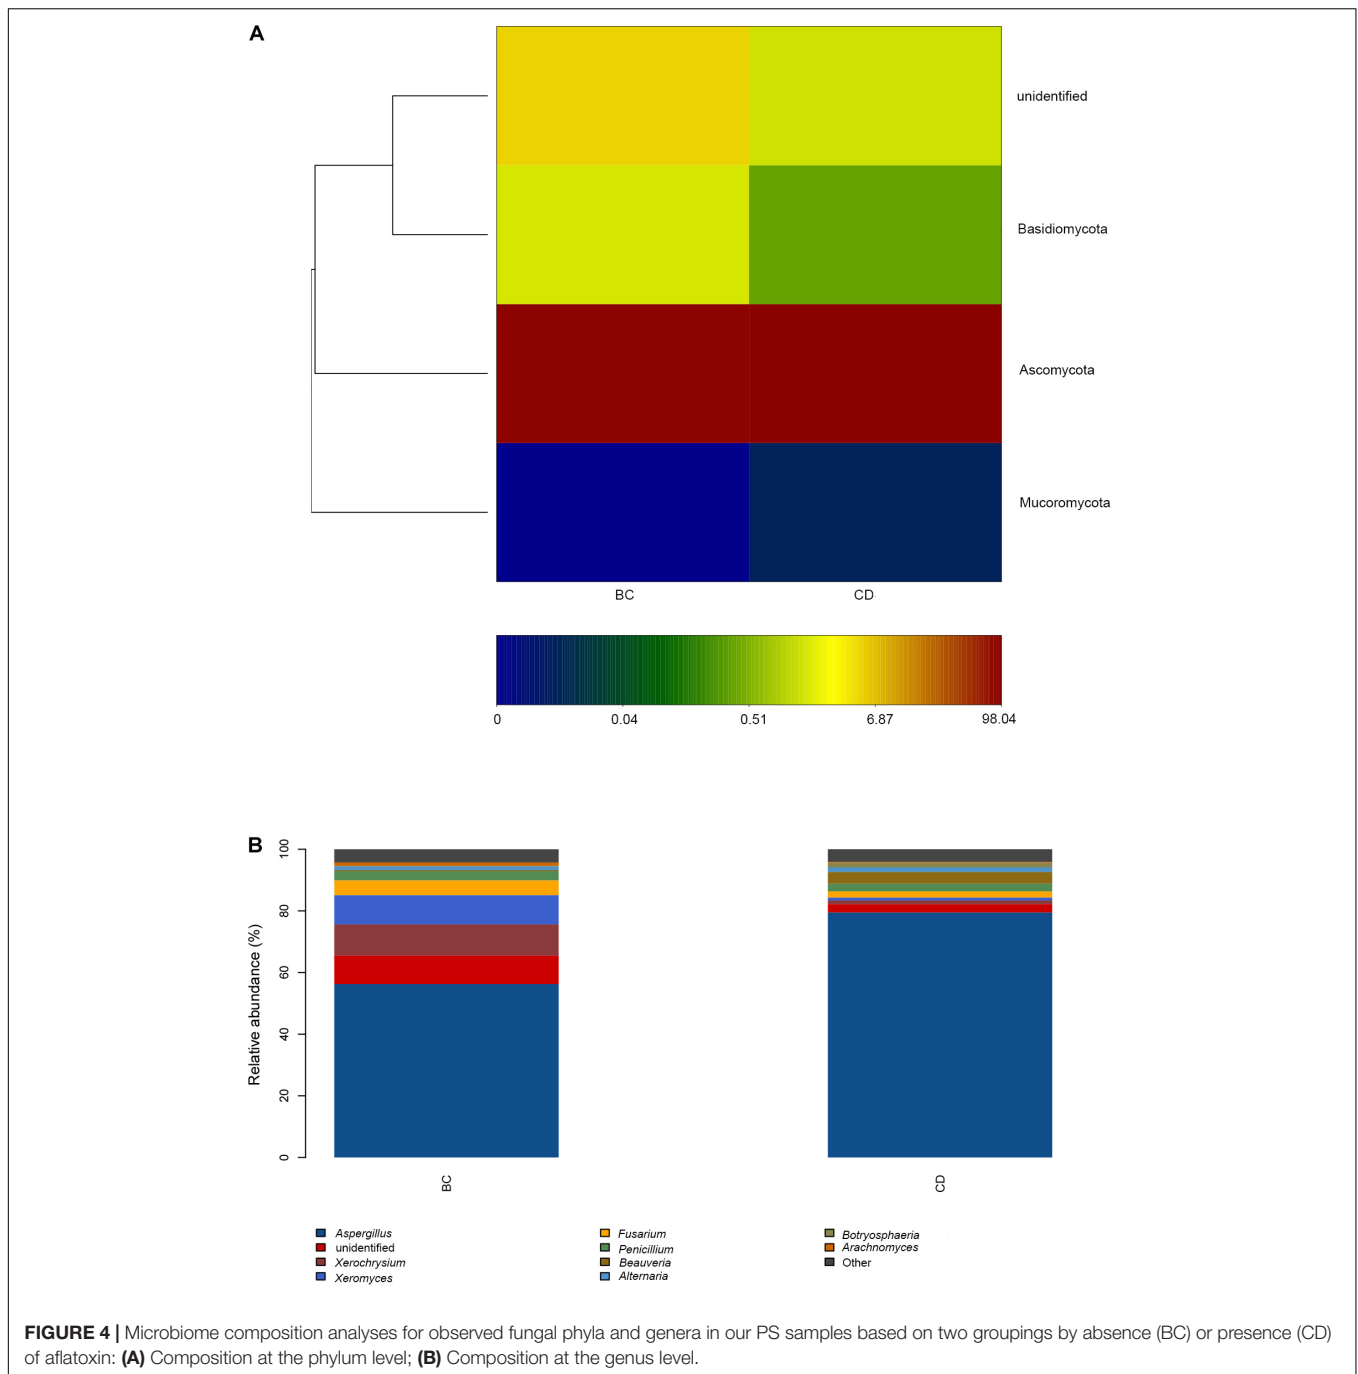 A
unidentified
Basidiomycota
Ascomycota
Mucoromycota
BC CD
0 0.04 0.51 6.87 98.04
B
Relative abundance (%)
100
80
60
40
20
0
BC CD
Aspergillus Fusarium Botryosphaeria
unidentified Penicillium Arachnomyces
Xerochrysium Beauveria Other
Xeromyces Alternaria
FIGURE 4 | Microbiome composition analyses for observed fungal phyla and genera in our PS samples based on two groupings by absence (BC) or presence (CD)
of aflatoxin: (A) Composition at the phylum level; (B) Composition at the genus level.